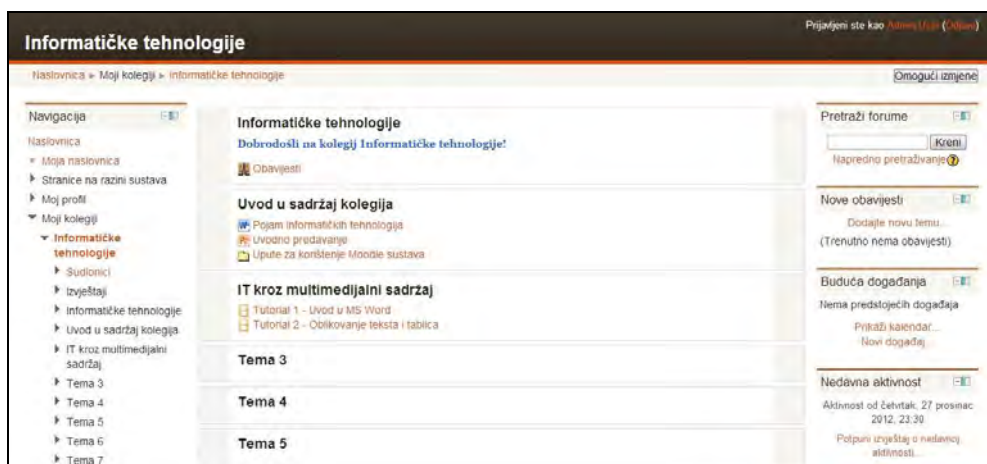 Informatičke tehnologije
Prijavljeni ste kao Admin User (Odjava)
Naslovnica ► Moji kolegiji ► Informatičke tehnologije
Omogući izmjene
Navigacija
Naslovnica
Moja naslovnica
Stranice na razini sustava
Moj profil
Moji kolegiji
Informatičke
tehnologije
Sudionici
Izvještaji
Informatičke tehnologije
Uvod u sadržaj kolegija
IT kroz multimedijalni
sadržaj
Tema 3
Tema 4
Tema 5
Tema 6
Tema 7
Informatičke tehnologije
Dobrodošli na kolegij Informatičke tehnologije!
Obavijesti
Uvod u sadržaj kolegija
Pojam informatičkih tehnologija
Uvodno predavanje
Upute za korištenje Moodle sustava
IT kroz multimedijalni sadržaj
Tutorial 1 - Uvod u MS Word
Tutorial 2 - Oblikovanje teksta i tablica
Tema 3
Tema 4
Tema 5
Pretraži forume
Kreni
Napredno pretraživanje
Nove obavijesti
Dodajte novu temu...
(Trenutno nema obavijesti)
Buduća događanja
Nema predstojećih događaja
Prikaži kalendar...
Novi događaj...
Nedavna aktivnost
Aktivnost od četvrtak, 27 prosinac
2012, 23:30
Potpuni izvještaj o nedavnoj
aktivnosti...